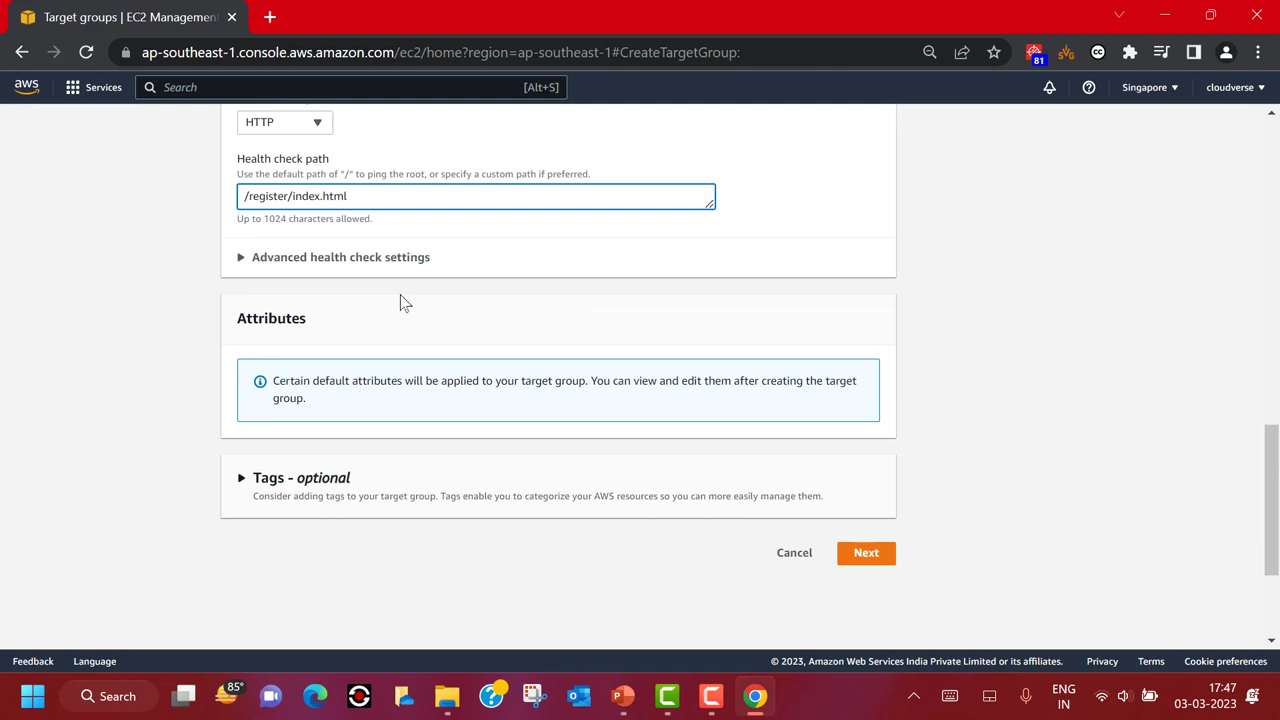 Target groups | EC2 Management
ap-southeast-1.console.aws.amazon.com/ec2/home?region=ap-southeast-1#CreateTargetGroup:
81
SVG
CC
aws
Services
Search
[Alt+S]
Singapore
cloudverse
HTTP
Health check path
Use the default path of "/" to ping the root, or specify a custom path if preferred.
/register/index.html
Up to 1024 characters allowed.
Advanced health check settings
Attributes
Certain default attributes will be applied to your target group. You can view and edit them after creating the target
group.
Tags - optional
Consider adding tags to your target group. Tags enable you to categorize your AWS resources so you can more easily manage them.
Cancel
Next
Feedback
Language
© 2023, Amazon Web Services India Private Limited or its affiliates.
Privacy
Terms
Cookie preferences
Search
85°
ENG
IN
17:47
03-03-2023